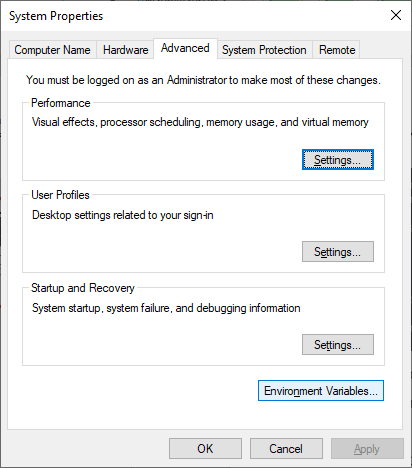 System Properties
Computer Name Hardware Advanced System Protection Remote
You must be logged on as an Administrator to make most of these changes.
Performance
Visual effects, processor scheduling, memory usage, and virtual memory
Settings...
User Profiles
Desktop settings related to your sign-in
Settings...
Startup and Recovery
System startup, system failure, and debugging information
Settings...
Environment Variables...
OK Cancel Apply